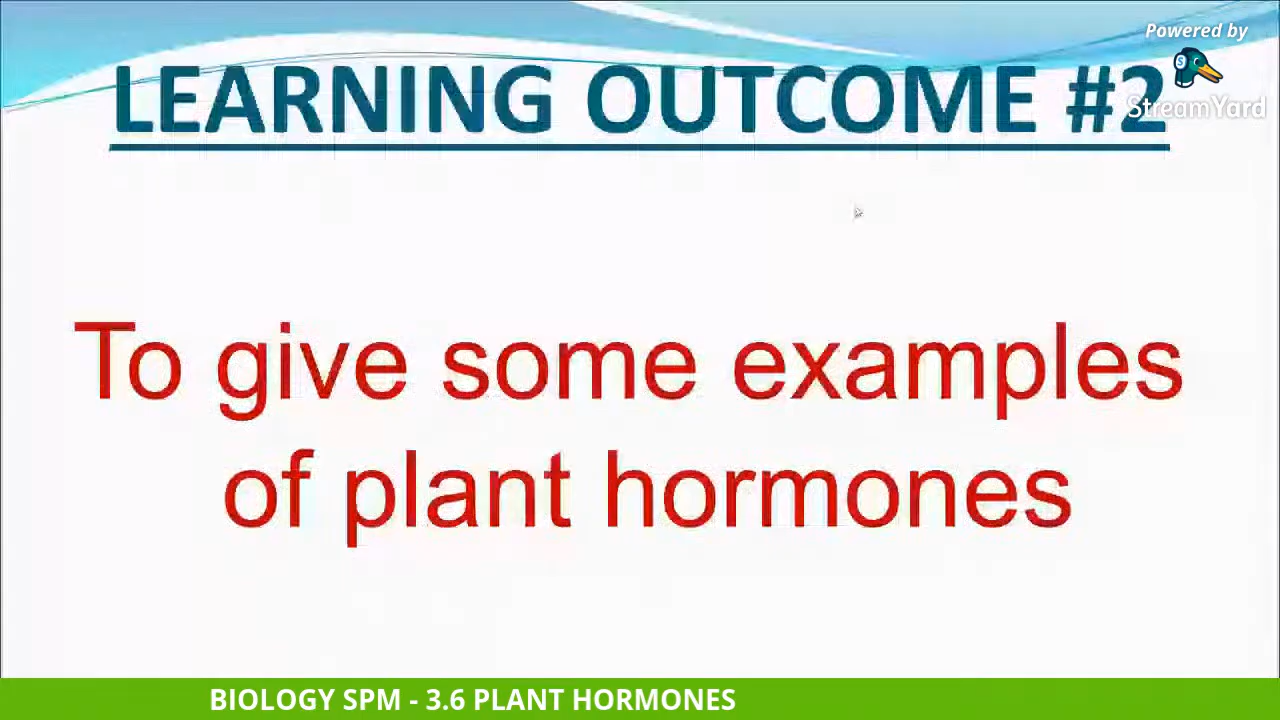 Powered by
LEARNING OUTCOME #2
StreamYard
To give some examples
of plant hormones
BIOLOGY SPM - 3.6 PLANT HORMONES